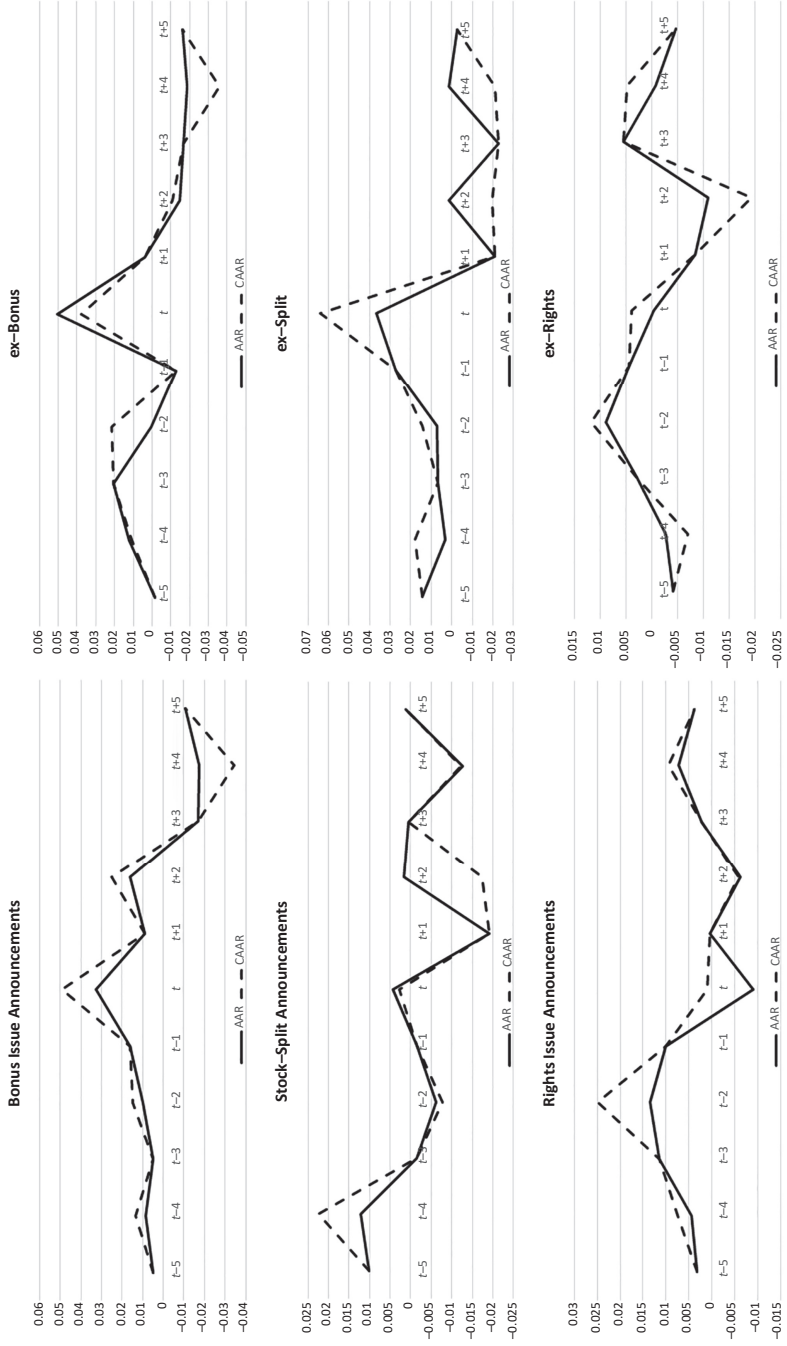 Bonus Issue Announcements
0.06
0.05
0.04
0.03
0.02
0.01
0
−0.01
−0.02
−0.03
−0.04
t−5
t−4
t−3
t−2
t−1
t
t+1
t+2
t+3
t+4
t+5
AAR CAAR
ex−Bonus
0.06
0.05
0.04
0.03
0.02
0.01
0
−0.01
−0.02
−0.03
−0.04
−0.05
t−5
t−4
t−3
t−2
t−1
t
t+1
t+2
t+3
t+4
t+5
AAR CAAR
Stock−Split Announcements
0.025
0.02
0.015
0.01
0.005
0
−0.005
−0.01
−0.015
−0.02
−0.025
t−5
t−4
t−3
t−2
t−1
t
t+1
t+2
t+3
t+4
t+5
AAR CAAR
ex−Split
0.07
0.06
0.05
0.04
0.03
0.02
0.01
0
−0.01
−0.02
−0.03
t−5
t−4
t−3
t−2
t−1
t
t+1
t+2
t+3
t+4
t+5
AAR CAAR
Rights Issue Announcements
0.03
0.025
0.02
0.015
0.01
0.005
0
−0.005
−0.01
−0.015
t−5
t−4
t−3
t−2
t−1
t
t+1
t+2
t+3
t+4
t+5
AAR CAAR
ex−Rights
0.015
0.01
0.005
0
−0.005
−0.01
−0.015
−0.02
−0.025
t−5
t−4
t−3
t−2
t−1
t
t+1
t+2
t+3
t+4
t+5
AAR CAAR